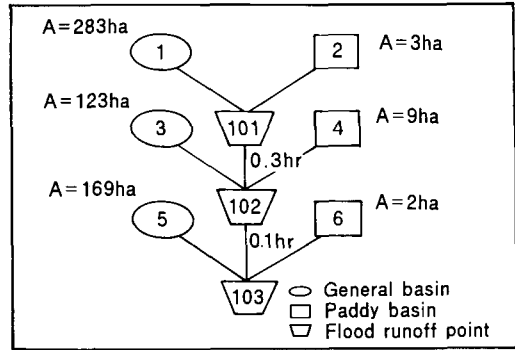 A=283ha
1
2
A=3ha
101
A=123ha
3
4
A=9ha
0.3hr
102
A=169ha
5
6
A=2ha
0.1hr
103
General basin
Paddy basin
Flood runoff point